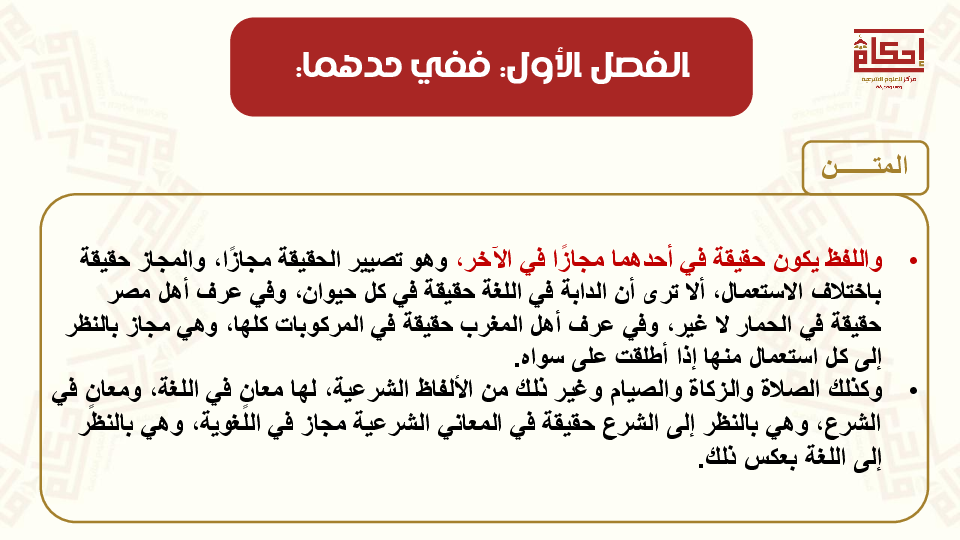 إحكام
مركز للعلوم الشرعية
الفصل الأول: ففي حدهما:
المتـــــــن
• واللفظ يكون حقيقة في أحدهما مجازًا في الآخر، وهو تصيير الحقيقة مجازًا، والمجاز حقيقة
باختلاف الاستعمال، ألا ترى أن الدابة في اللغة حقيقة في كل حيوان، وفي عرف أهل مصر
حقيقة في الحمار لا غير، وفي عرف أهل المغرب حقيقة في المركوبات كلها، وهي مجاز بالنظر
إلى كل استعمال منها إذا أطلقت على سواه.
• وكذلك الصلاة والزكاة والصيام وغير ذلك من الألفاظ الشرعية، لها معانٍ في اللغة، ومعانٍ في
الشرع، وهي بالنظر إلى الشرع حقيقة في المعاني الشرعية مجاز في اللغوية، وهي بالنظر
إلى اللغة بعكس ذلك.